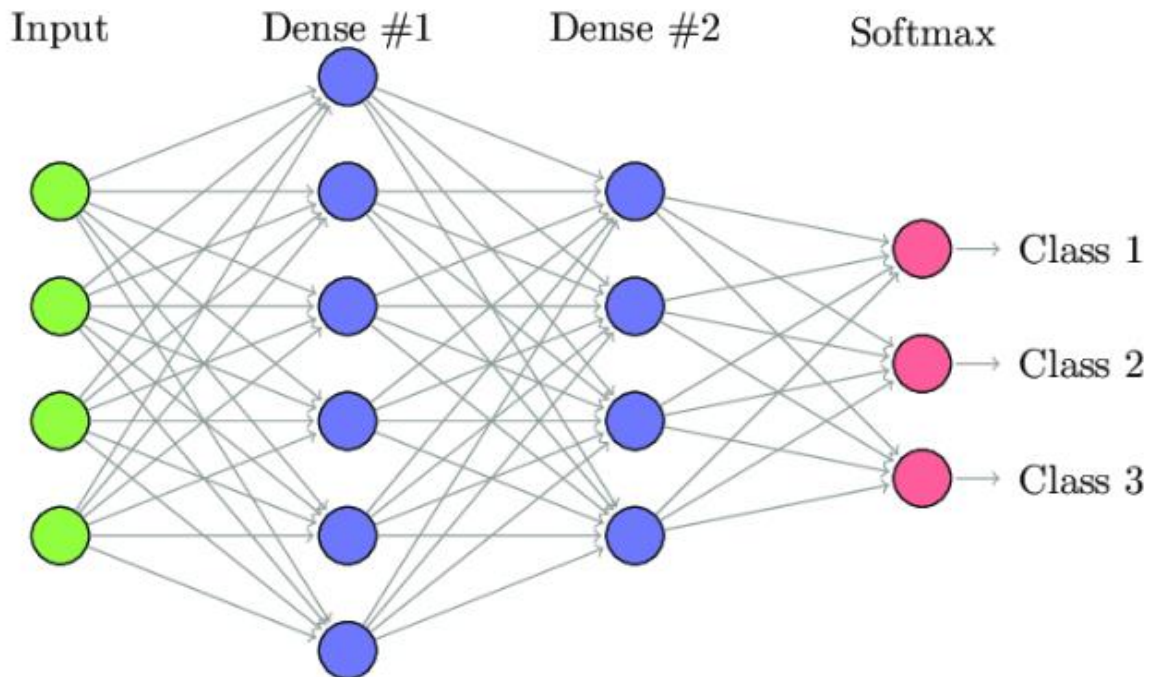 Input
Dense #1
Dense #2
Softmax
Class 1
Class 2
Class 3